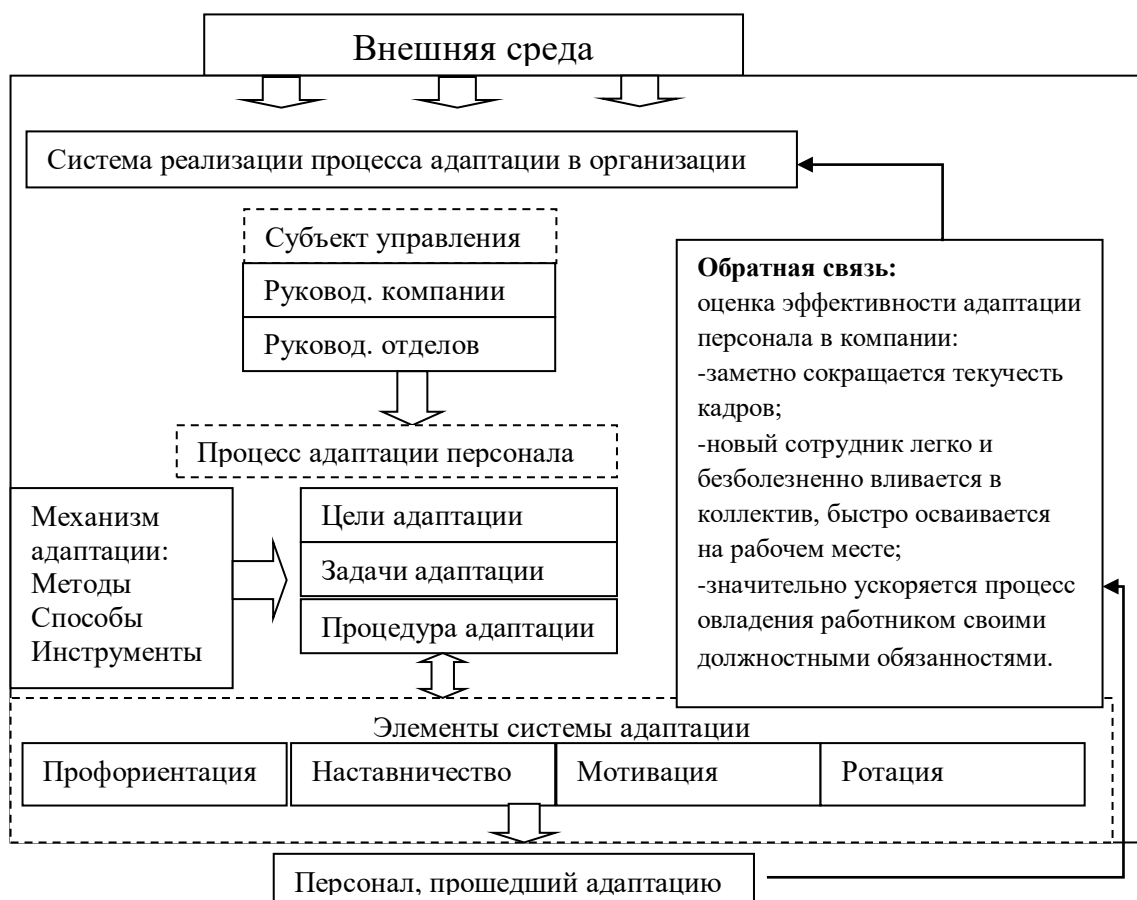 Внешняя среда
Система реализации процесса адаптации в организации
Субъект управления
Руковод. компании
Руковод. отделов
Процесс адаптации персонала
Механизм
адаптации:
Методы
Способы
Инструменты
Цели адаптации
Задачи адаптации
Процедура адаптации
Обратная связь:
оценка эффективности адаптации
персонала в компании:
-заметно сокращается текучесть
кадров;
-новый сотрудник легко и
безболезненно вливается в
коллектив, быстро осваивается
на рабочем месте;
-значительно ускоряется процесс
овладения работником своими
должностными обязанностями.
Элементы системы адаптации
Профориентация
Наставничество
Мотивация
Ротация
Персонал, прошедший адаптацию